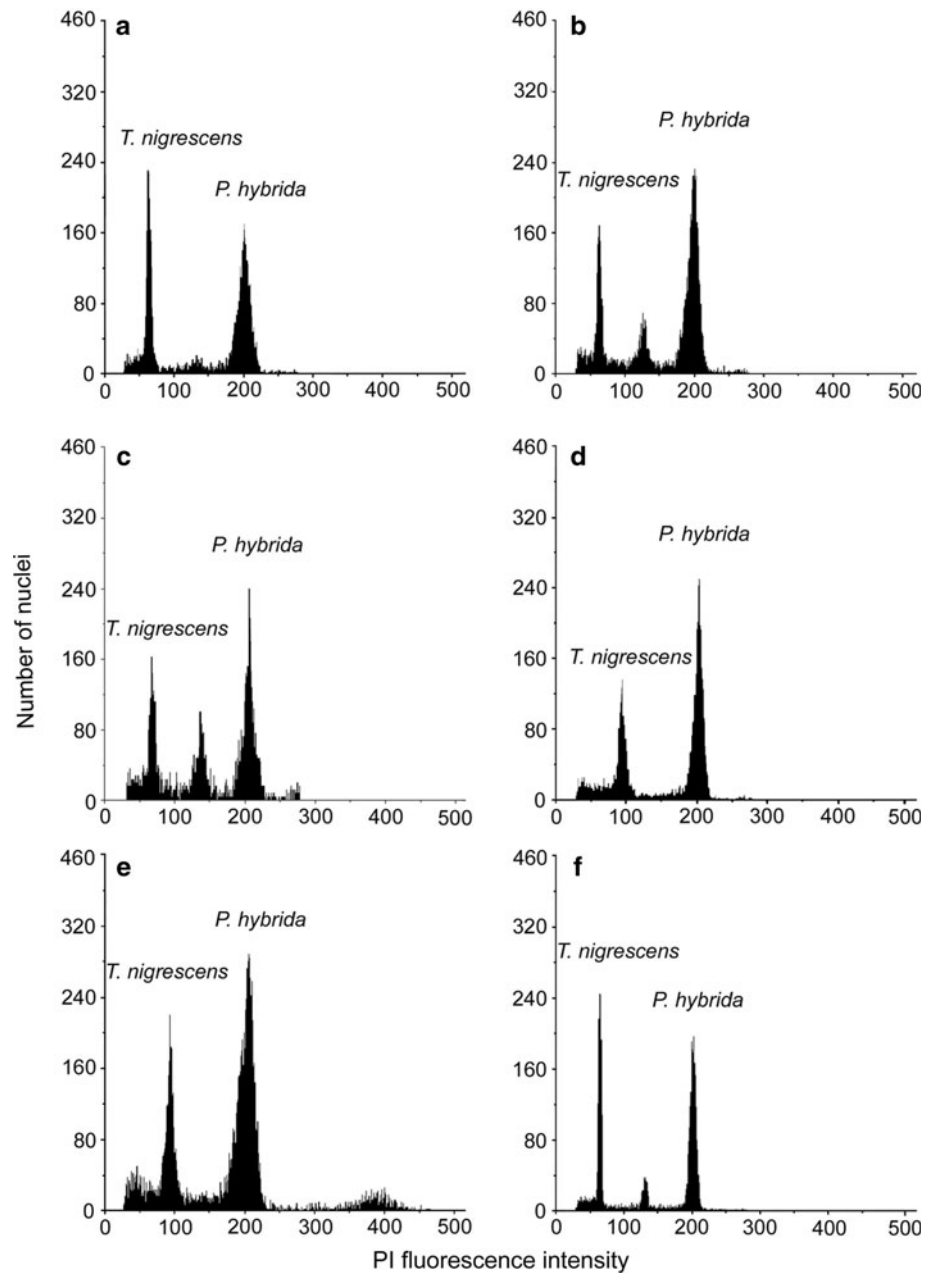 a
460
320
240
160
80
0
T. nigrescens
P. hybrida
0 100 200 300 400 500
b
460
320
240
160
80
0
P. hybrida
T. nigrescens
0 100 200 300 400 500
c
460
320
240
160
80
0
P. hybrida
T. nigrescens
0 100 200 300 400 500
d
460
320
240
160
80
0
P. hybrida
T. nigrescens
0 100 200 300 400 500
Number of nuclei
e
460
320
240
160
80
0
P. hybrida
T. nigrescens
0 100 200 300 400 500
f
460
320
240
160
80
0
T. nigrescens
P. hybrida
0 100 200 300 400 500
PI fluorescence intensity